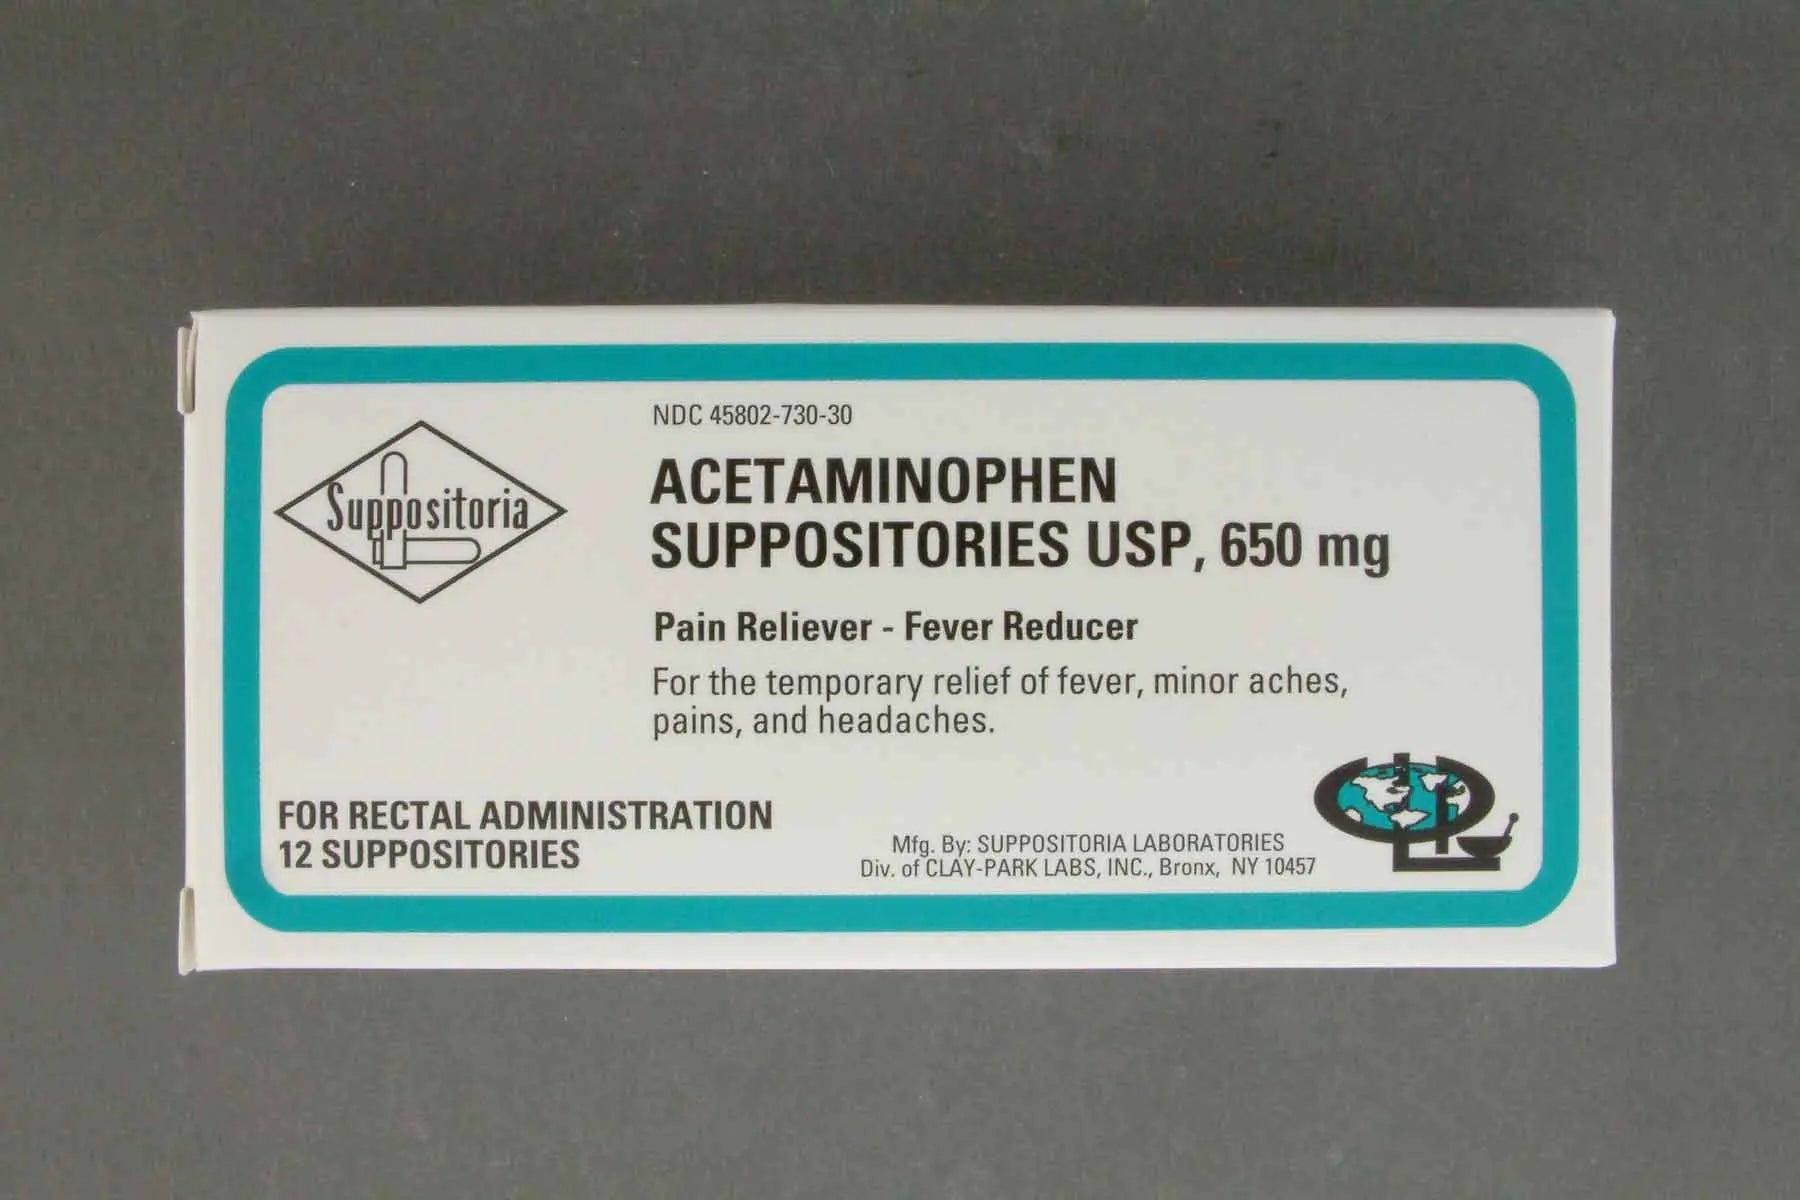 NDC 45802-730-30
Suppositoria
ACETAMINOPHEN
SUPPOSITORIES USP, 650 mg
Pain Reliever - Fever Reducer
For the temporary relief of fever, minor aches,
pains, and headaches.
FOR RECTAL ADMINISTRATION
12 SUPPOSITORIES
Mfg. By: SUPPOSITORIA LABORATORIES
Div. of CLAY-PARK LABS, INC., Bronx, NY 10457